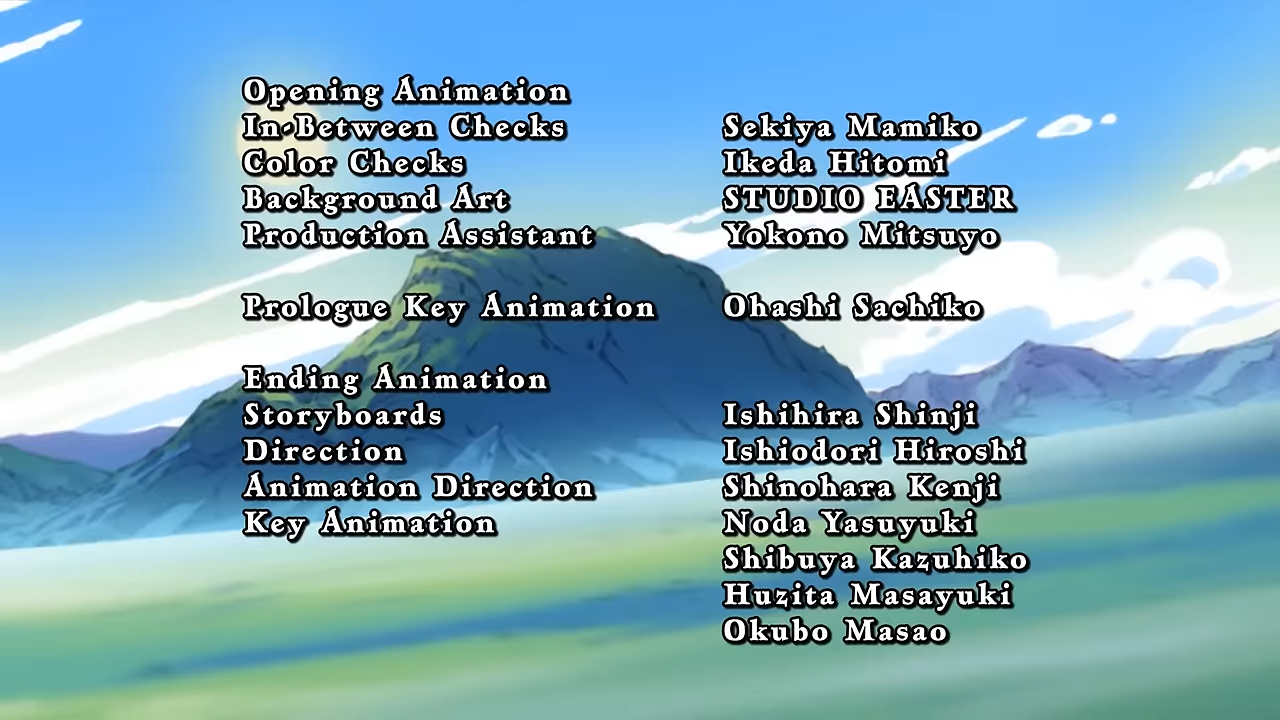 Opening Animation
In-Between Checks Sekiya Mamiko
Color Checks Ikeda Hitomi
Background Art STUDIO EASTER
Production Assistant Yokono Mitsuyo
Prologue Key Animation Ohashi Sachiko
Ending Animation
Storyboards Ishihira Shinji
Direction Ishiodori Hiroshi
Animation Direction Shinohara Kenji
Key Animation Noda Yasuyuki
Shibuya Kazuhiko
Huzita Masayuki
Okubo Masao